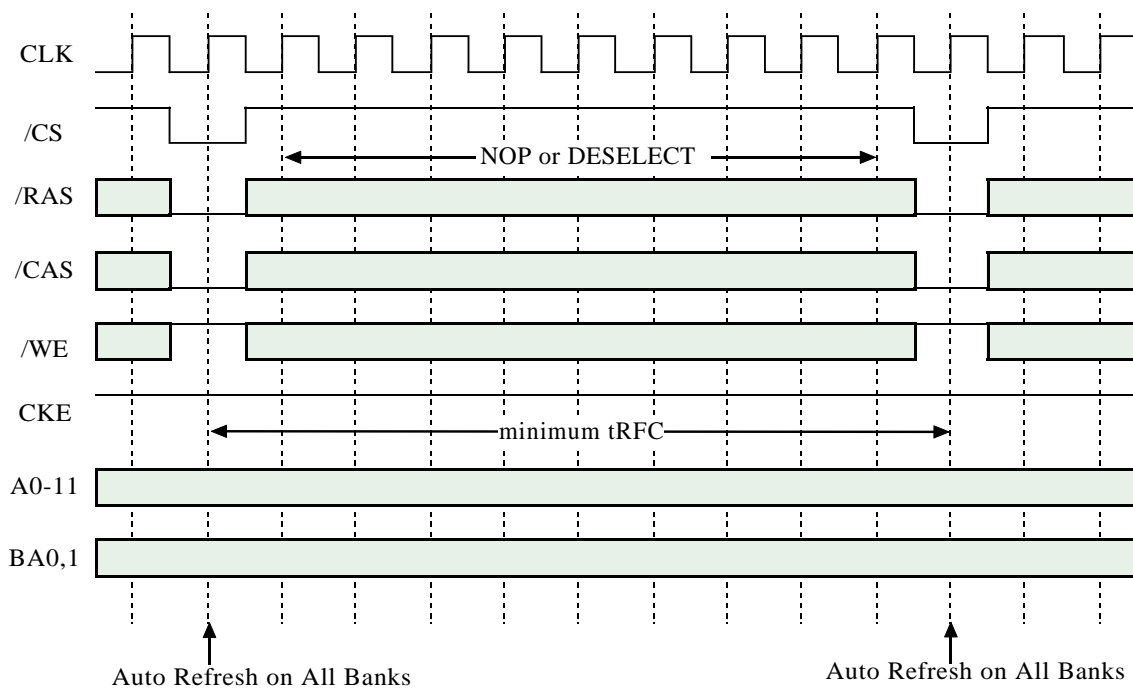 CLK
/CS
NOP or DESELECT
/RAS
/CAS
/WE
CKE
minimum tRFC
A0-11
BA0,1
Auto Refresh on All Banks
Auto Refresh on All Banks